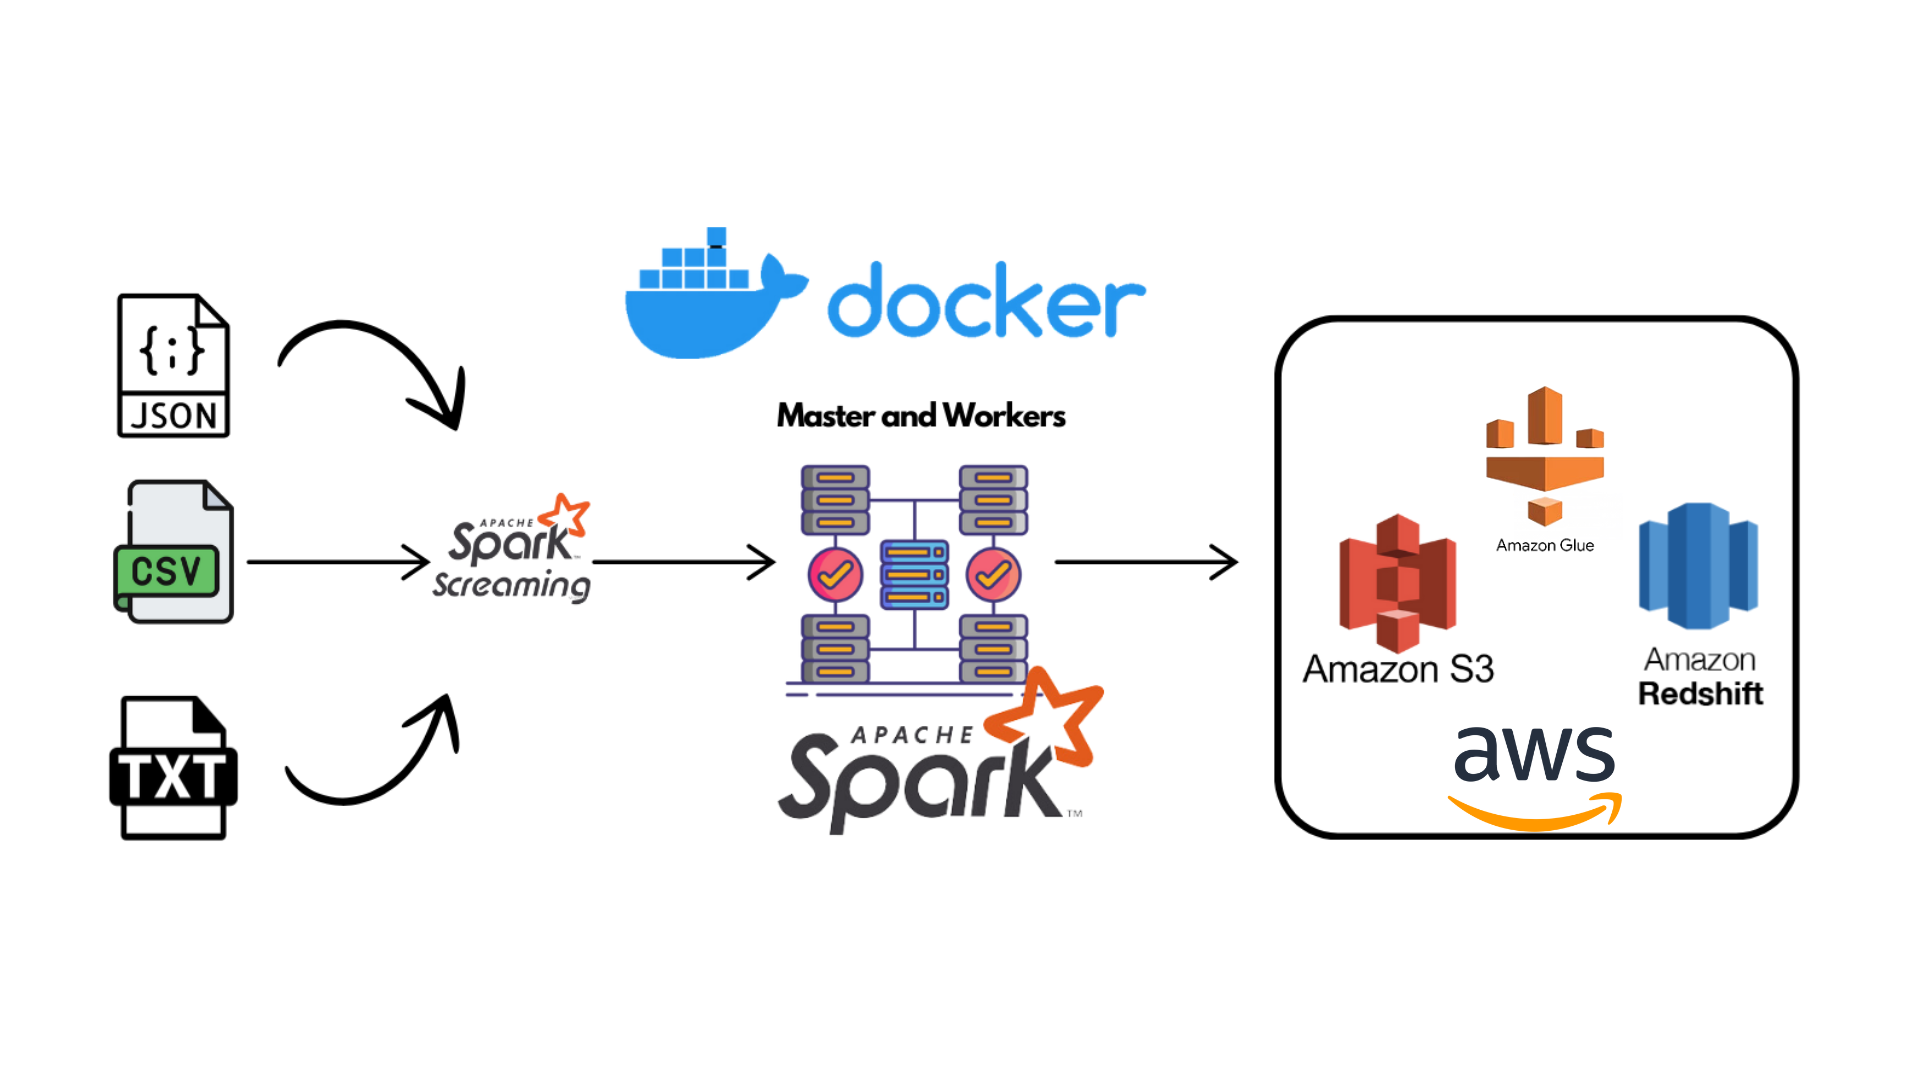 {;}
JSON
CSV
TXT
APACHE
Spark
Screaming
docker
Master and Workers
APACHE
Spark™
Amazon Glue
Amazon S3
Amazon
Redshift
aws